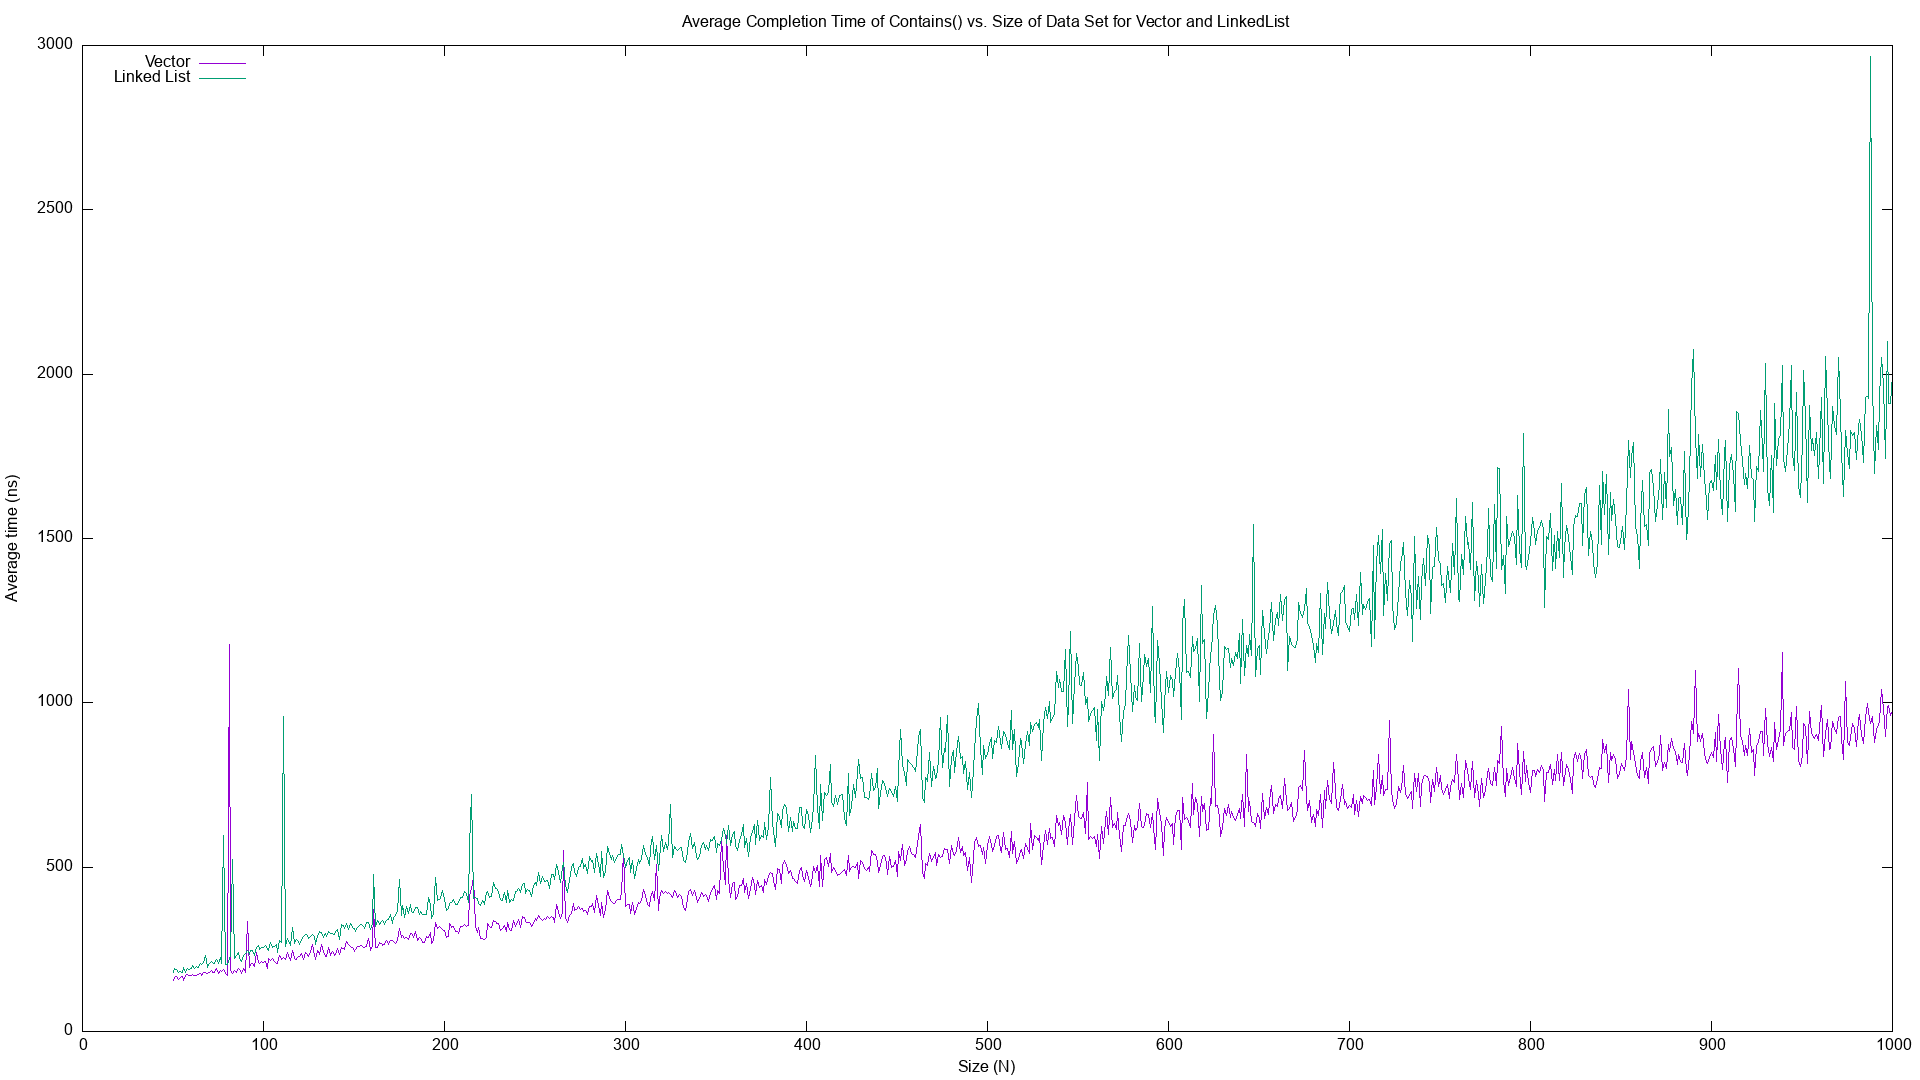 Average Completion Time of Contains() vs. Size of Data Set for Vector and LinkedList
3000
Vector
Linked List
2500
2000
1500
Average time (ns)
1000
500
0
0 100 200 300 400 500 600 700 800 900 1000
Size (N)